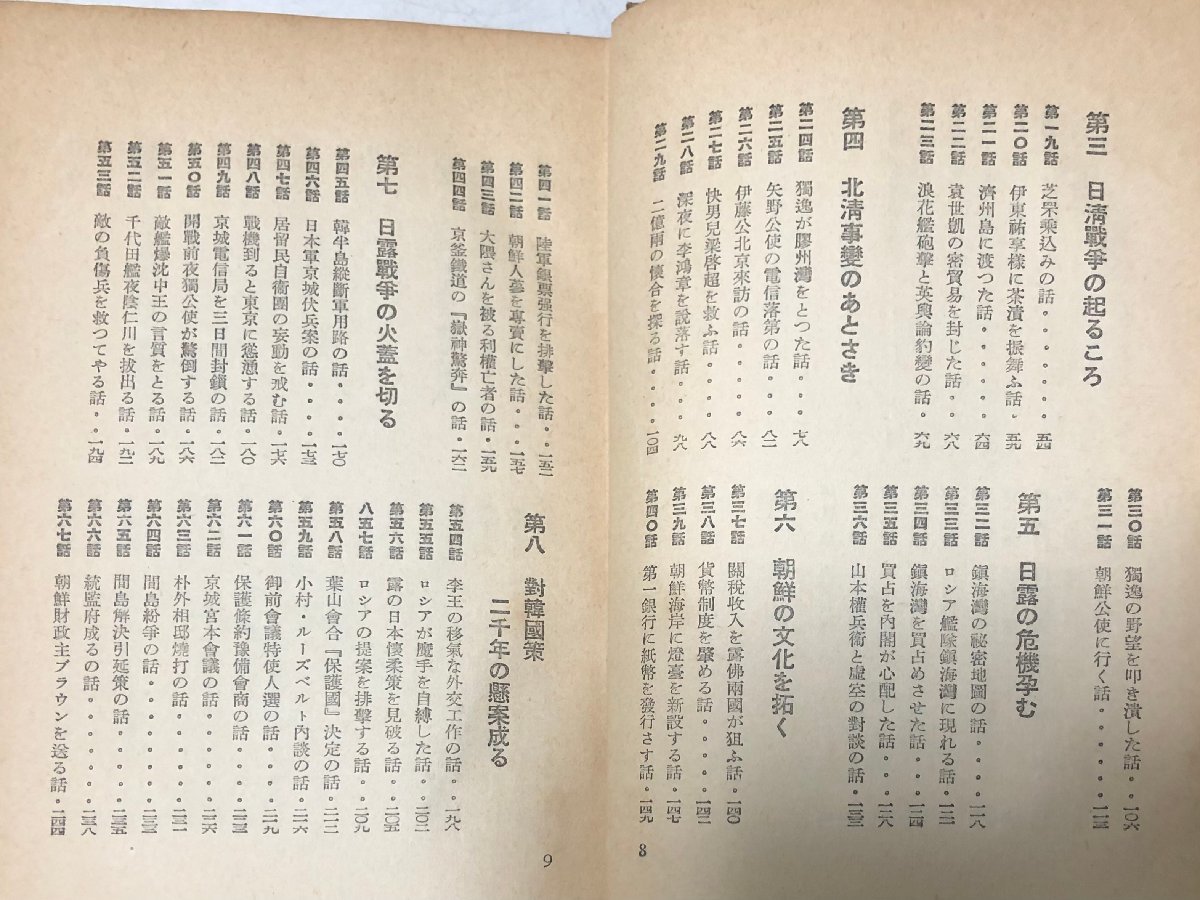 第三　日淸戰爭の起るころ
第一九話　芝罘乘込みの話・・・・・・・五四
第二〇話　伊東祐享樣に茶漬を振舞ふ話・五九
第二一話　濟州島に渡つた話・・・・・六四
第二二話　袁世凱の密貿易を封じた話・・六八
第二三話　浪花艦砲擊と英輿論豹變の話・六九
第四　北淸事變のあとさき
第二四話　獨逸が膠州灣をとつた話・・七八
第二五話　矢野公使の電信落第の話・・八二
第二六話　伊藤公北京來訪の話・・・八六
第二七話　快男兒梁啓超を救ふ話・・・八八
第二八話　深夜に李鴻章を說落す話・・・九八
第二九話　二億兩の懷合を探る話・・・・一〇四
第三〇話　獨逸の野望を叩き潰した話・・一〇六
第三一話　朝鮮公使に行く話・・・・・一一三
第五　日露の危機孕む
第三二話　鎭海灣の秘密地圖の話・・・一一八
第三三話　ロシア艦隊鎭海灣に現れる話・一二一
第三四話　鎭海灣を買占めさせた話・・一二四
第三五話　買占を內閣が心配した話・・一二八
第三六話　山本權兵衞と虛空の對談の話・一三三
第六　朝鮮の文化を拓く
第三七話　關稅收入を露佛兩國が狙ふ話・一四〇
第三八話　貨幣制度を肇める話・・・・一四二
第三九話　朝鮮海岸に燈臺を新設する話・一四七
第四〇話　第一銀行に紙幣を發行さす話・一四九
8
第四一話　陸軍銀票强行を排擊した話・・一五二
第四二話　朝鮮人蔘を專賣にした話・・・一五七
第四三話　大隈さんを被る利權亡者の話・一五九
第四四話　京釜鐵道の『嶽神驚奔』の話・一六二
第七　日露戰爭の火蓋を切る
第四五話　韓半島縱斷軍用路の話・・・一七〇
第四六話　日本軍京城伏兵案の話・・・一七三
第四七話　居留民自衞團の妄動を戒む話・一七六
第四八話　戰機到ると東京に慫慂する話・一八〇
第四九話　京城電信局を三日間封鎖の話・一八二
第五〇話　開戰前夜獨公使が驚倒する話・一八六
第五一話　敵艦爆沈中王の言質をとる話・一八九
第五二話　千代田艦夜陰仁川を拔出る話・一九二
第五三話　敵の負傷兵を救つてやる話・・一九四
第八　對韓國策
二千年の懸案成る
第五四話　李王の移氣な外交工作の話・・一九八
第五五話　ロシアが魔手を自縛した話・・二〇二
第五六話　露の日本懷柔策を見破る話・・二〇五
八五七話　ロシアの提案を排擊する話・・二〇九
第五八話　葉山會合『保護國』決定の話・二一二
第五九話　小村・ルーズベルト內談の話・二一六
第六〇話　御前會議特使人選の話・・・二一九
第六一話　保護條約豫備會商の話・・・二二三
第六二話　京城宮本會議の話・・・・二二六
第六三話　朴外相邸燒打の話・・・・二三一
第六四話　間島紛爭の話・・・・・・二三三
第六五話　間島解決引延策の話・・・・二三五
第六六話　統監府成るの話・・・・・・二三八
第六七話　朝鮮財政主ブラウンを送る話・二四四
9